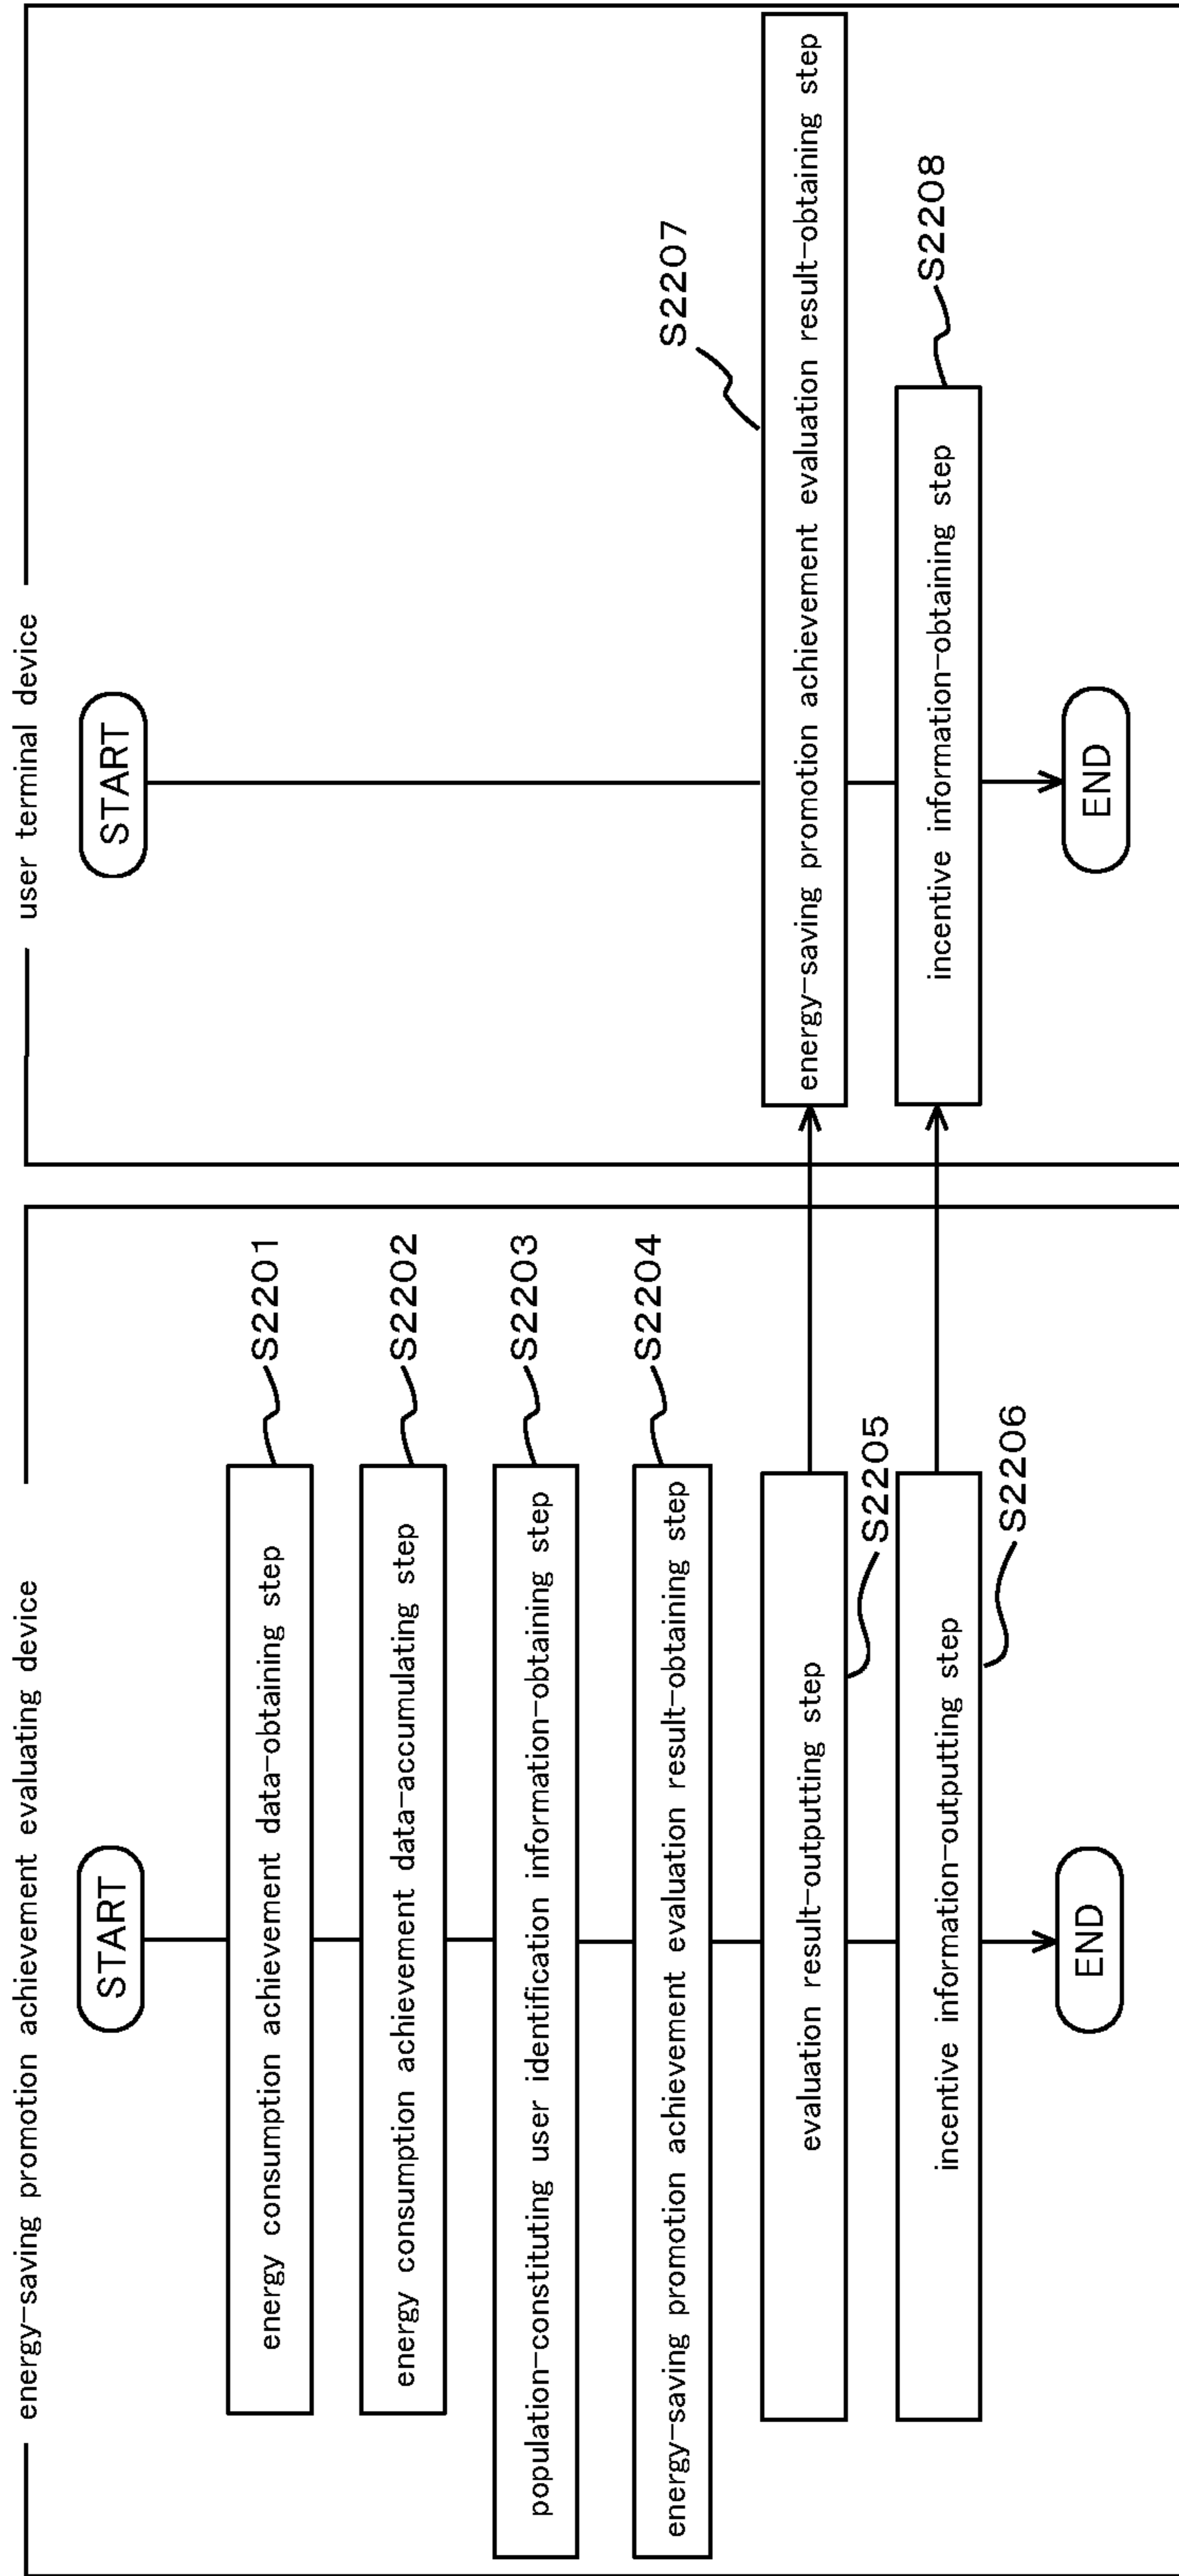 energy-saving promotion achievement evaluating device
START
energy consumption achievement data-obtaining step
S2201
energy consumption achievement data-accumulating step
S2202
population-constituting user identification information-obtaining step
S2203
energy-saving promotion achievement evaluation result-obtaining step
S2204
evaluation result-outputting step
S2205
incentive information-outputting step
S2206
END
user terminal device
START
S2207
energy-saving promotion achievement evaluation result-obtaining step
incentive information-obtaining step
S2208
END